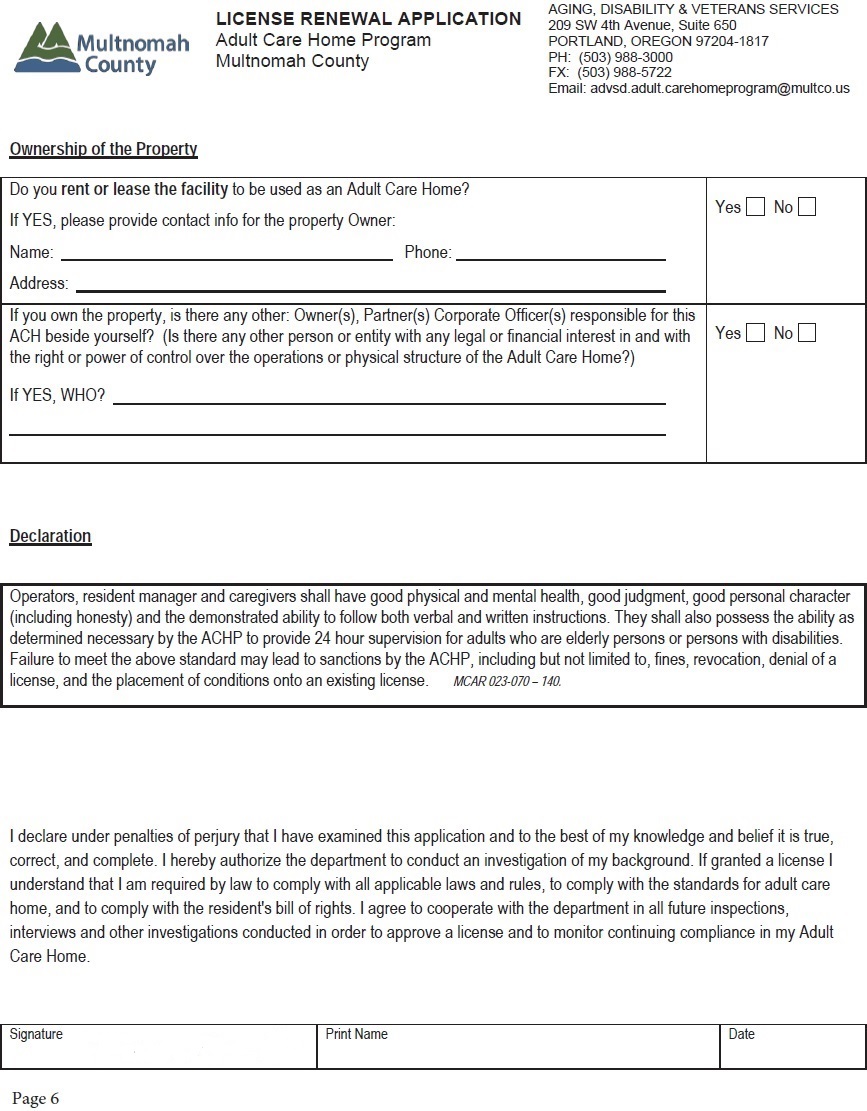 Multnomah
County
LICENSE RENEWAL APPLICATION
Adult Care Home Program
Multnomah County
AGING, DISABILITY & VETERANS SERVICES
209 SW 4th Avenue, Suite 650
PORTLAND, OREGON 97204-1817
PH: (503) 988-3000
FX: (503) 988-5722
Email: advsd.adult.carehomeprogram@multco.us
Ownership of the Property
Do you rent or lease the facility to be used as an Adult Care Home?
If YES, please provide contact info for the property Owner:
Yes No
Name: Phone:
Address:
If you own the property, is there any other: Owner(s), Partner(s) Corporate Officer(s) responsible for this
ACH beside yourself? (Is there any other person or entity with any legal or financial interest in and with
the right or power of control over the operations or physical structure of the Adult Care Home?)
Yes No
If YES, WHO?
Declaration
Operators, resident manager and caregivers shall have good physical and mental health, good judgment, good personal character
(including honesty) and the demonstrated ability to follow both verbal and written instructions. They shall also possess the ability as
determined necessary by the ACHP to provide 24 hour supervision for adults who are elderly persons or persons with disabilities.
Failure to meet the above standard may lead to sanctions by the ACHP, including but not limited to, fines, revocation, denial of a
license, and the placement of conditions onto an existing license. MCAR 023-070 – 140.
I declare under penalties of perjury that I have examined this application and to the best of my knowledge and belief it is true,
correct, and complete. I hereby authorize the department to conduct an investigation of my background. If granted a license I
understand that I am required by law to comply with all applicable laws and rules, to comply with the standards for adult care
home, and to comply with the resident's bill of rights. I agree to cooperate with the department in all future inspections,
interviews and other investigations conducted in order to approve a license and to monitor continuing compliance in my Adult
Care Home.
Signature Print Name Date
Page 6